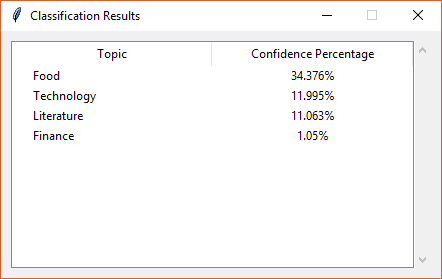 Classification Results
Topic Confidence Percentage
Food 34.376%
Technology 11.995%
Literature 11.063%
Finance 1.05%